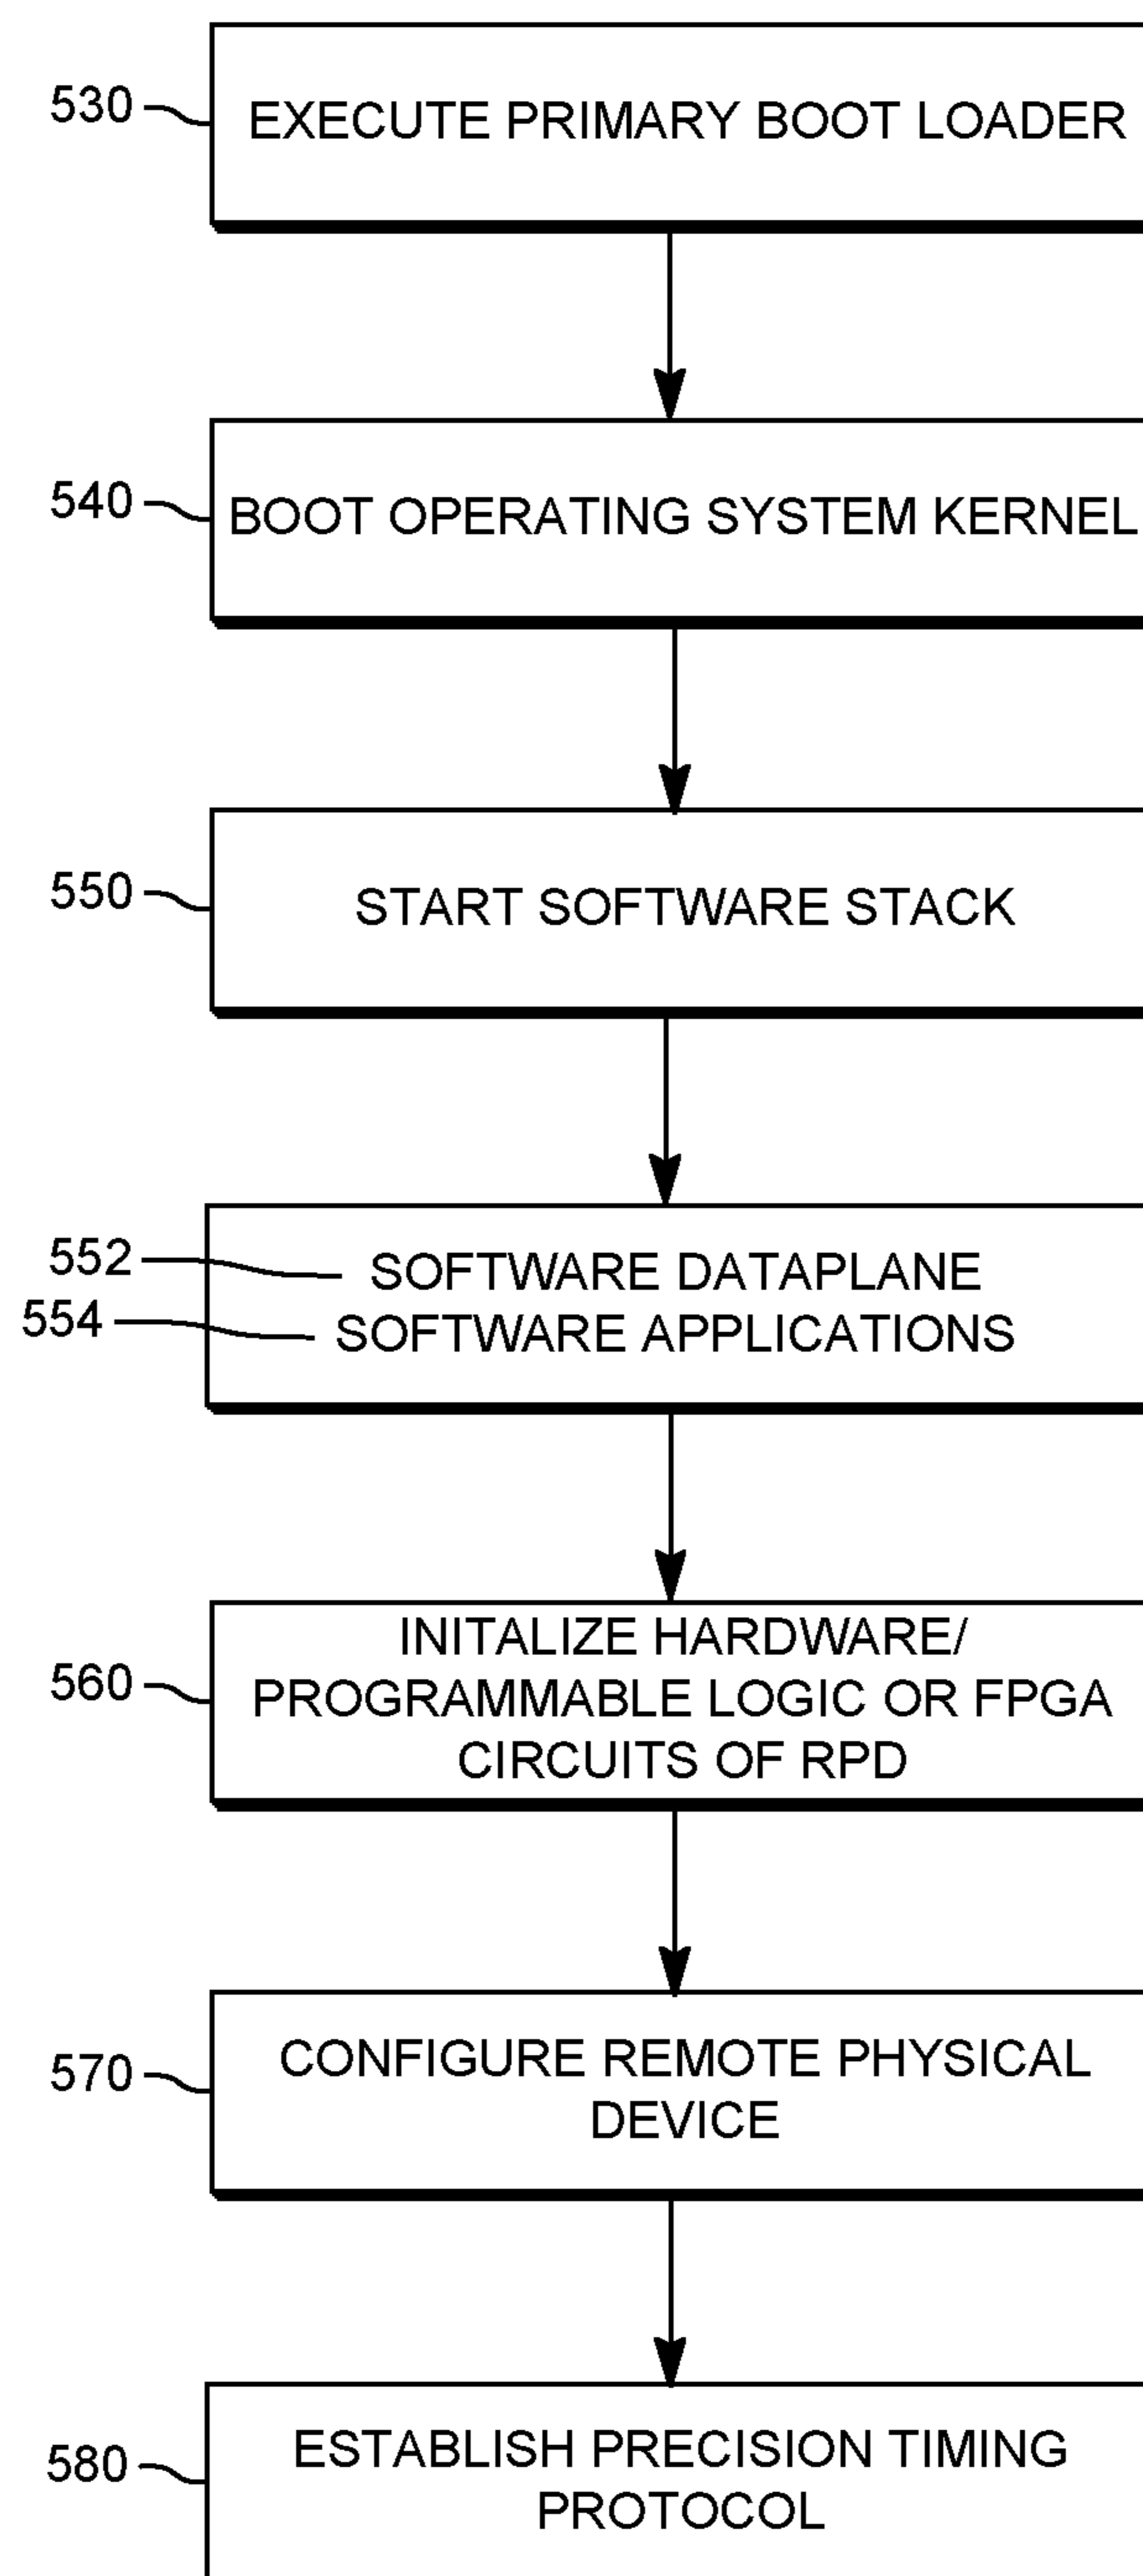 530 EXECUTE PRIMARY BOOT LOADER
540 BOOT OPERATING SYSTEM KERNEL
550 START SOFTWARE STACK
552 SOFTWARE DATAPLANE
554 SOFTWARE APPLICATIONS
INITALIZE HARDWARE/
560 PROGRAMMABLE LOGIC OR FPGA
CIRCUITS OF RPD
570 CONFIGURE REMOTE PHYSICAL
DEVICE
580 ESTABLISH PRECISION TIMING
PROTOCOL